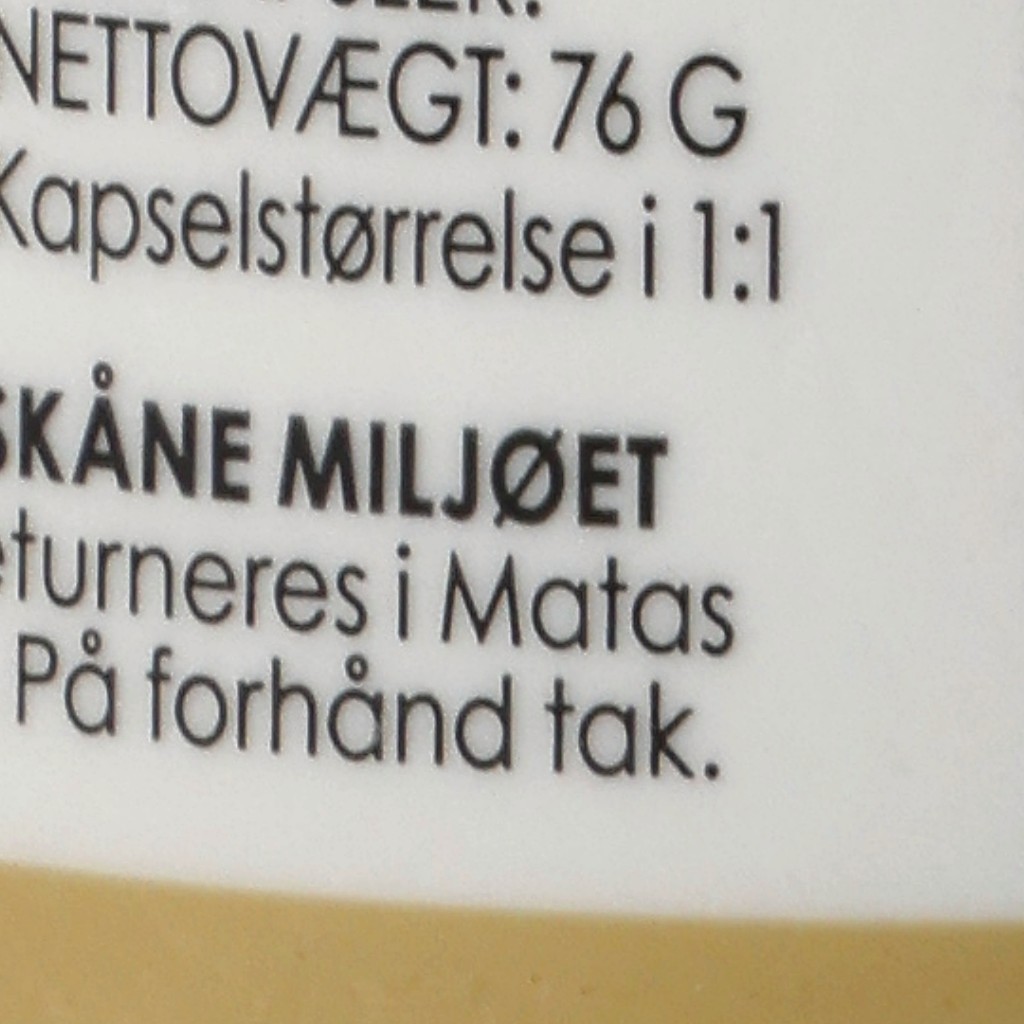 NETTOVÆGT: 76 G
Kapselstørrelse i 1:1
SKÅNE MILJØET
eturneres i Matas
På forhånd tak.